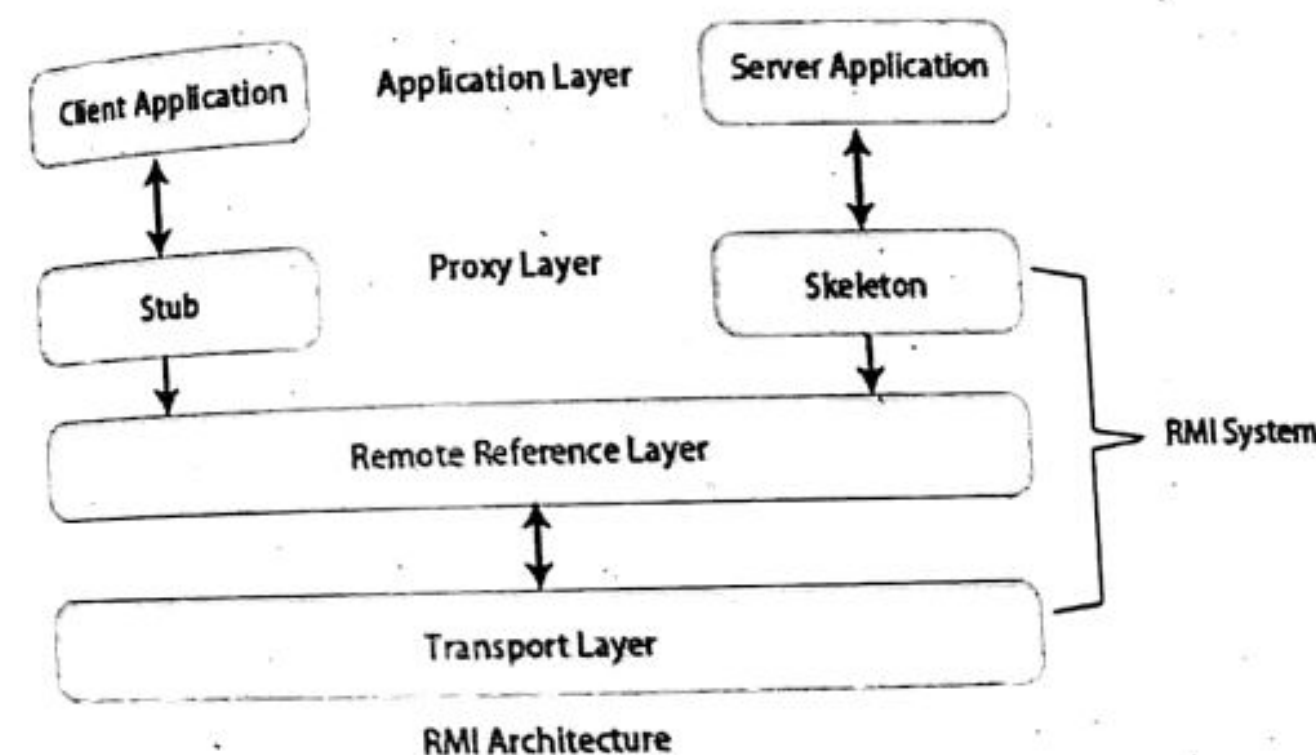 Client Application
Application Layer
Server Application
Stub
Proxy Layer
Skeleton
Remote Reference Layer
RMI System
Transport Layer
RMI Architecture